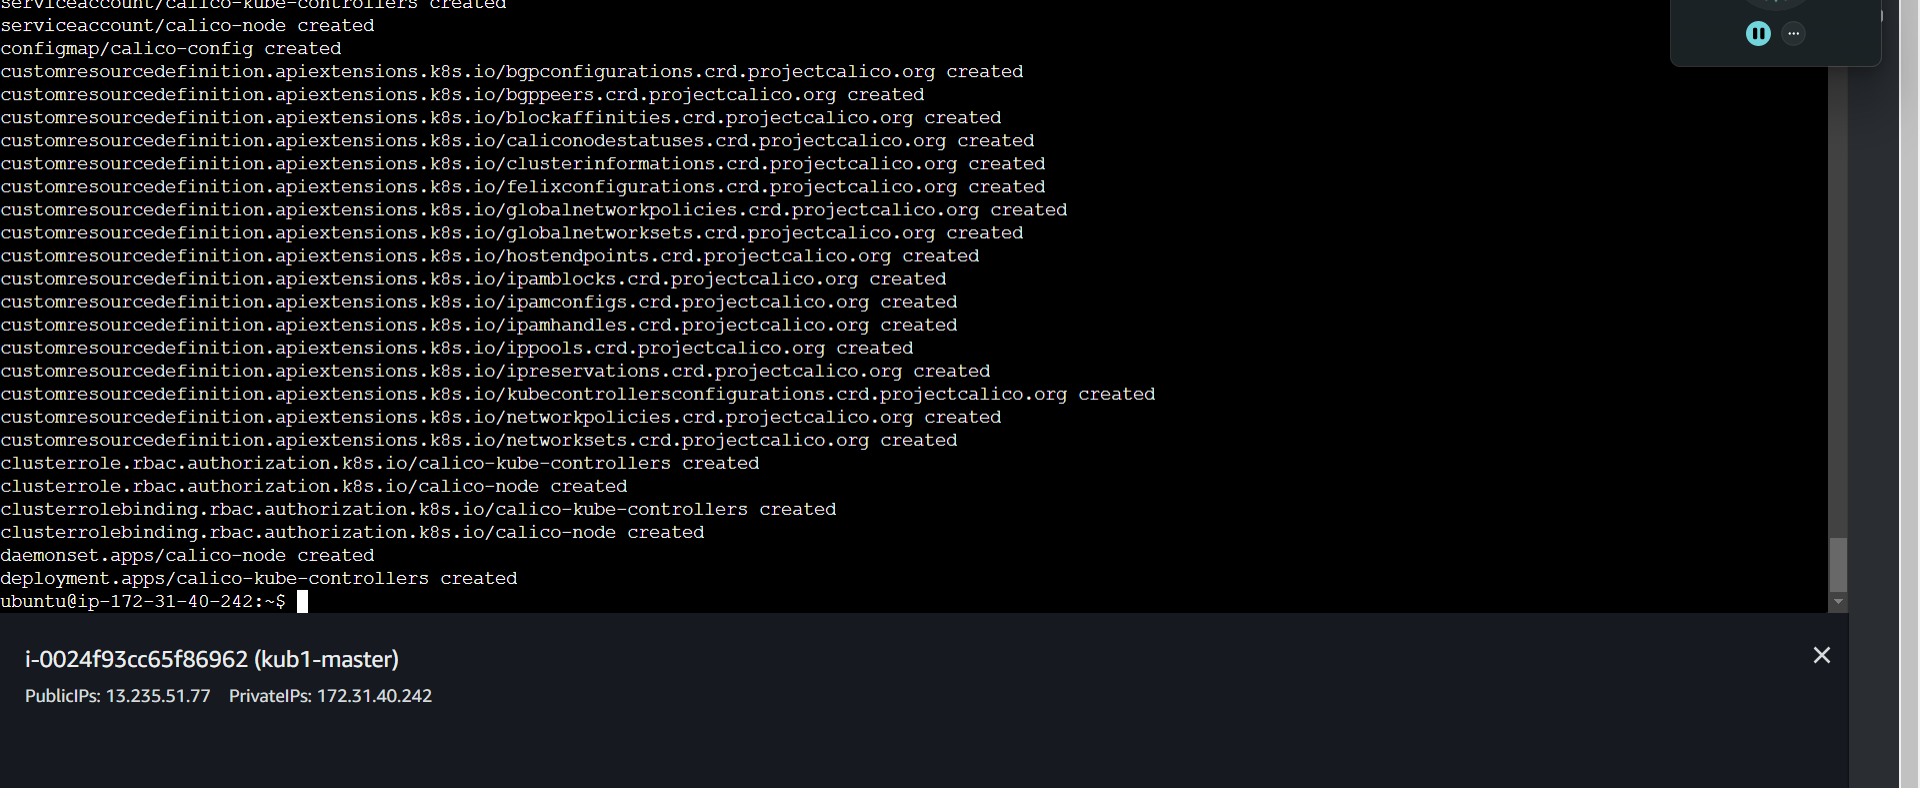 serviceaccount/calico-kube-controllers created
serviceaccount/calico-node created
configmap/calico-config created
customresourcedefinition.apiextensions.k8s.io/bgpconfigurations.crd.projectcalico.org created
customresourcedefinition.apiextensions.k8s.io/bgppeers.crd.projectcalico.org created
customresourcedefinition.apiextensions.k8s.io/blockaffinities.crd.projectcalico.org created
customresourcedefinition.apiextensions.k8s.io/caliconodestatuses.crd.projectcalico.org created
customresourcedefinition.apiextensions.k8s.io/clusterinformations.crd.projectcalico.org created
customresourcedefinition.apiextensions.k8s.io/felixconfigurations.crd.projectcalico.org created
customresourcedefinition.apiextensions.k8s.io/globalnetworkpolicies.crd.projectcalico.org created
customresourcedefinition.apiextensions.k8s.io/globalnetworksets.crd.projectcalico.org created
customresourcedefinition.apiextensions.k8s.io/hostendpoints.crd.projectcalico.org created
customresourcedefinition.apiextensions.k8s.io/ipamblocks.crd.projectcalico.org created
customresourcedefinition.apiextensions.k8s.io/ipamconfigs.crd.projectcalico.org created
customresourcedefinition.apiextensions.k8s.io/ipamhandles.crd.projectcalico.org created
customresourcedefinition.apiextensions.k8s.io/ippools.crd.projectcalico.org created
customresourcedefinition.apiextensions.k8s.io/ipreservations.crd.projectcalico.org created
customresourcedefinition.apiextensions.k8s.io/kubecontrollersconfigurations.crd.projectcalico.org created
customresourcedefinition.apiextensions.k8s.io/networkpolicies.crd.projectcalico.org created
customresourcedefinition.apiextensions.k8s.io/networksets.crd.projectcalico.org created
clusterrole.rbac.authorization.k8s.io/calico-kube-controllers created
clusterrole.rbac.authorization.k8s.io/calico-node created
clusterrolebinding.rbac.authorization.k8s.io/calico-kube-controllers created
clusterrolebinding.rbac.authorization.k8s.io/calico-node created
daemonset.apps/calico-node created
deployment.apps/calico-kube-controllers created
ubuntu@ip-172-31-40-242:~$
i-0024f93cc65f86962 (kub1-master)
PublicIPs: 13.235.51.77 PrivateIPs: 172.31.40.242